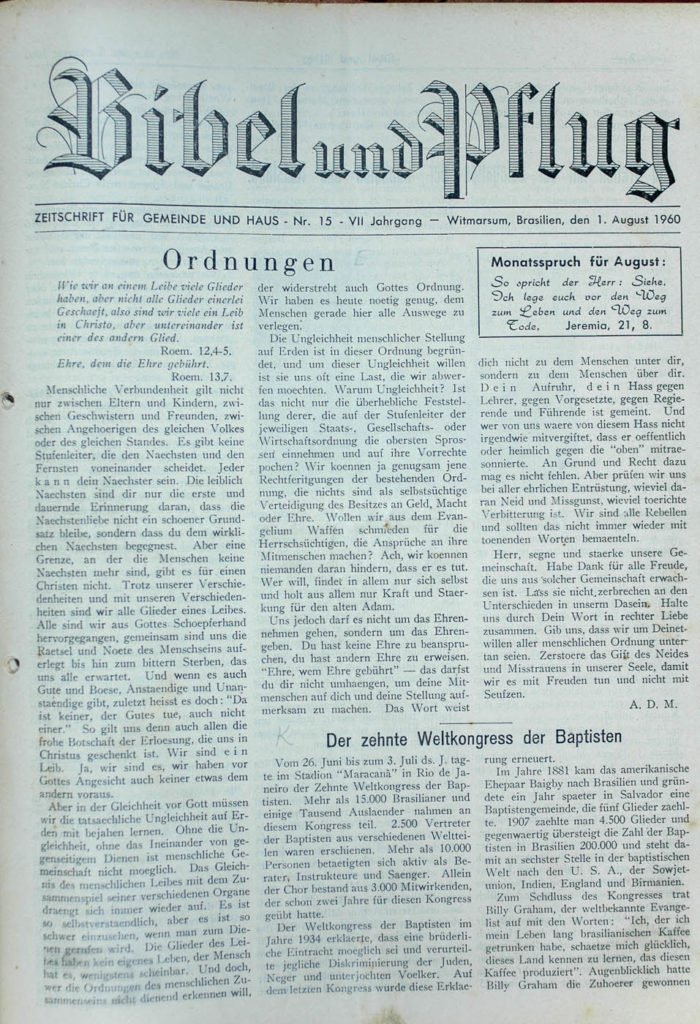 Bibel und Pflug
ZEITSCHRIFT FÜR GEMEINDE UND HAUS - Nr. 15 - VII Jahrgang — Witmarsum, Brasilien, den 1. August 1960
Ordnungen
Wie wir an einem Leibe viele Glieder
haben, aber nicht alle Glieder einerlei
Geschaeft, also sind wir viele ein Leib
in Christo, aber untereinander ist
einer des andern Glied.
Roem. 12,4-5.
Ehre, dem die Ehre gebührt.
Roem. 13,7.
Menschliche Verbundenheit gilt nicht
nur zwischen Eltern und Kindern, zwi-
schen Geschwistern und Freunden, zwi-
schen Angehoerigen des gleichen Volkes
oder des gleichen Standes. Es gibt keine
Stufenleiter, die den Naechsten und den
Fernsten voneinander scheidet. Jeder
kann dein Naechster sein. Die leiblich
Naechsten sind dir nur die erste und
dauernde Erinnerung daran, dass die
Naechstenliebe nicht ein schoener Grund-
satz bleibe, sondern dass du dem wirkli-
chen Naechsten begegnest. Aber eine
Grenze, an der die Menschen keine
Naechsten mehr sind, gibt es für einen
Christen nicht. Trotz unserer Verschie-
denheiten und mit unseren Verschieden-
heiten sind wir alle Glieder eines Leibes.
Alle sind wir aus Gottes Schoepferhand
hervorgegangen, gemeinsam sind uns die
Raetsel und Noete des Menschseins aufer-
legt bis hin zum bittern Sterben, das
uns alle erwartet. Und wenn es auch
Gute und Boese, Anstaendige und Unan-
staendige gibt, zuletzt heisst es doch: "Da
ist keiner, der Gutes tue, auch nicht
einer." So gilt uns denn auch allen die
frohe Botschaft der Erloesung, die uns in
Christus geschenkt ist. Wir sind ein
Leib. Ja, wir sind es, wir haben vor
Gottes Angesicht auch keiner etwas dem
andern voraus.
Aber in der Gleichheit vor Gott müssen
wir die tatsaechliche Ungleichheit auf Er-
den mit bejahen lernen. Ohne die Un-
gleichheit, ohne das Ineinander von ge-
genseitigem Dienen ist menschliche Ge-
meinschaft nicht moeglich. Das Gleich-
nis des menschlichen Leibes mit dem Zu-
sammenspiel seiner verschiedenen Organe
draengt sich immer wieder auf. Es ist
so selbstverstaendlich, aber es ist so
schwer einzusehen, wenn man zum Die-
nen gerufen wird. Die Glieder des Lei-
bes haben kein eigenes Leben, der Mensch
hat es, wenigstens scheinbar. Und doch,
wer die Ordnungen des menschlichen Zu-
sammenseins nicht dienend erkennen will,
der widerstrebt auch Gottes Ordnung.
Wir haben es heute noetig genug, dem
Menschen gerade hier alle Auswege zu
verlegen.
Die Ungleichheit menschlicher Stellung
auf Erden ist in dieser Ordnung begrün-
det, und um dieser Ungleichheit willen
ist sie uns oft eine Last, die wir abwer-
fen moechten. Warum Ungleichheit? Ist
das nicht nur die überhebliche Feststel-
lung derer, die auf der Stufenleiter der
jeweiligen Staats-, Gesellschafts- oder
Wirtschaftsordnung die obersten Spros-
sen einnehmen und auf ihre Vorrechte
pochen? Wir koennen ja genugsam jene
Rechtferitgungen der bestehenden Ord-
nung, die nichts als selbstsüchtige
Verteidigung des Besitzes an Geld, Macht
oder Ehre. Wollen wir aus dem Evan-
gelium Waffen schmieden für die
Herrschsüchtigen, die Ansprüche an ihre
Mitmenschen machen? Ach, wir koennen
niemanden daran hindern, dass er es tut.
Wer will, findet in allem nur sich selbst
und holt aus allem nur Kraft und Staer-
kung für den alten Adam.
Uns jedoch darf es nicht um das Ehren-
nehmen gehen, sondern um das Ehren-
geben. Du hast keine Ehre zu beanspru-
chen, du hast andern Ehre zu erweisen.
"Ehre, wem Ehre gebührt" — das darfst
du dir nicht umhaengen, um deine Mit-
menschen auf dich und deine Stellung auf-
merksam zu machen. Das Wort weist
Monatsspruch für August:
So spricht der Herr: Siehe.
Ich lege euch vor den Weg
zum Leben und den Weg zum
Tode. Jeremia, 21, 8.
dich nicht zu dem Menschen unter dir,
sondern zu dem Menschen über dir.
Dein Aufruhr, dein Hass gegen
Lehrer, gegen Vorgesetzte, gegen Regie-
rende und Führende ist gemeint. Und
wer von uns waere von diesem Hass nicht
irgendwie mitvergiftet, dass er oeffentlich
oder heimlich gegen die "oben" mitrae-
sonnierte. An Grund und Recht dazu
mag es nicht fehlen. Aber prüfen wir uns
bei aller ehrlichen Entrüstung, wieviel da-
ran Neid und Missgunst, wieviel toerichte
Verbitterung ist. Wir sind alle Rebellen
und sollten das nicht immer wieder mit
toenenden Worten bemaenteln.
Herr, segne und staerke unsere Ge-
meinschaft. Habe Dank für alle Freude,
die uns aus solcher Gemeinschaft erwach-
sen ist. Lass sie nicht zerbrechen an den
Unterschieden in unserm Dasein. Halte
uns durch Dein Wort in rechter Liebe
zusammen. Gib uns, dass wir um Deinet-
willen aller menschlichen Ordnung unter-
tan seien. Zerstoere das Gift des Neides
und Misstrauens in unserer Seele, damit
wir es mit Freuden tun und nicht mit
Seufzen.
A. D. M.
Der zehnte Weltkongress der Baptisten
Vom 26. Juni bis zum 3. Juli ds. J. tag-
te im Stadion "Maracanà" in Rio de Ja-
neiro der Zehnte Weltkongress der Bap-
tisten. Mehr als 15.000 Brasilianer und
einige Tausend Auslaender nahmen an
diesem Kongress teil. 2.500 Vertreter
der Baptisten aus verschiedenen Weltei-
len waren erschienen. Mehr als 10.000
Personen betaetigten sich aktiv als Be-
rater, Instrukteure und Saenger. Allein
der Chor bestand aus 3.000 Mitwirkenden,
der schon zwei Jahre für diesen Kongress
geübt hatte.
Der Weltkongress der Baptisten im
Jahre 1934 erklaerte, dass eine brüderli-
che Eintracht moeglich sei und verurteil-
te jegliche Diskriminierung der Juden,
Neger und unterjochten Voelker. Auf
dem letzten Kongress wurde diese Erklae-
rung erneuert.
Im Jahre 1881 kam das amerikanische
Ehepaar Baigby nach Brasilien und grün-
dete ein Jahr spaeter in Salvador eine
Baptistengemeinde, die fünf Glieder zaehl-
te. 1907 zaehlte man 4.500 Glieder und
gegenwaertig übersteigt die Zahl der Bap-
tisten in Brasilien 200.000 und steht da-
mit an sechster Stelle in der baptistischen
Welt nach den U. S. A., der Sowjet-
union, Indien, England und Birmanien.
Zum Schdluss des Kongresses trat
Billy Graham, der weltbekannte Evange-
list auf mit den Worten: "Ich, der ich
mein Leben lang brasilianischen Kaffee
getrunken habe, schaetze mich glücklich,
dieses Land kennen zu lernen, das diesen
Kaffee produziert". Augenblicklich hatte
Billy Graham die Zuhoerer gewonnen